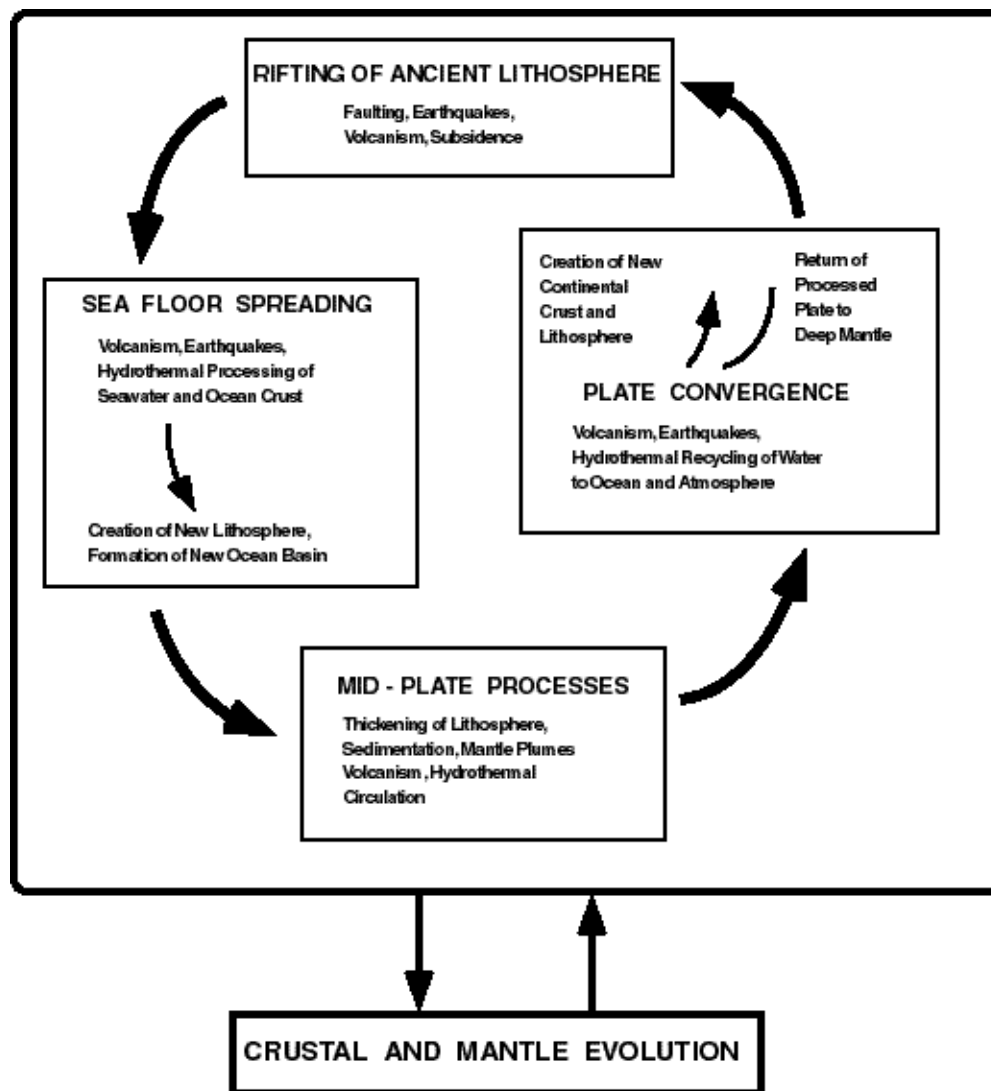 RIFTING OF ANCIENT LITHOSPHERE
Faulting, Earthquakes,
Volcanism, Subsidence
SEA FLOOR SPREADING
Volcanism, Earthquakes,
Hydrothermal Processing of
Seawater and Ocean Crust
Creation of New Lithosphere,
Formation of New Ocean Basin
MID - PLATE PROCESSES
Thickening of Lithosphere,
Sedimentation, Mantle Plumes
Volcanism, Hydrothermal
Circulation
Creation of New
Continental
Crust and
Lithosphere
Return of
Processed
Plate to
Deep Mantle
PLATE CONVERGENCE
Volcanism, Earthquakes,
Hydrothermal Recycling of Water
to Ocean and Atmosphere
CRUSTAL AND MANTLE EVOLUTION